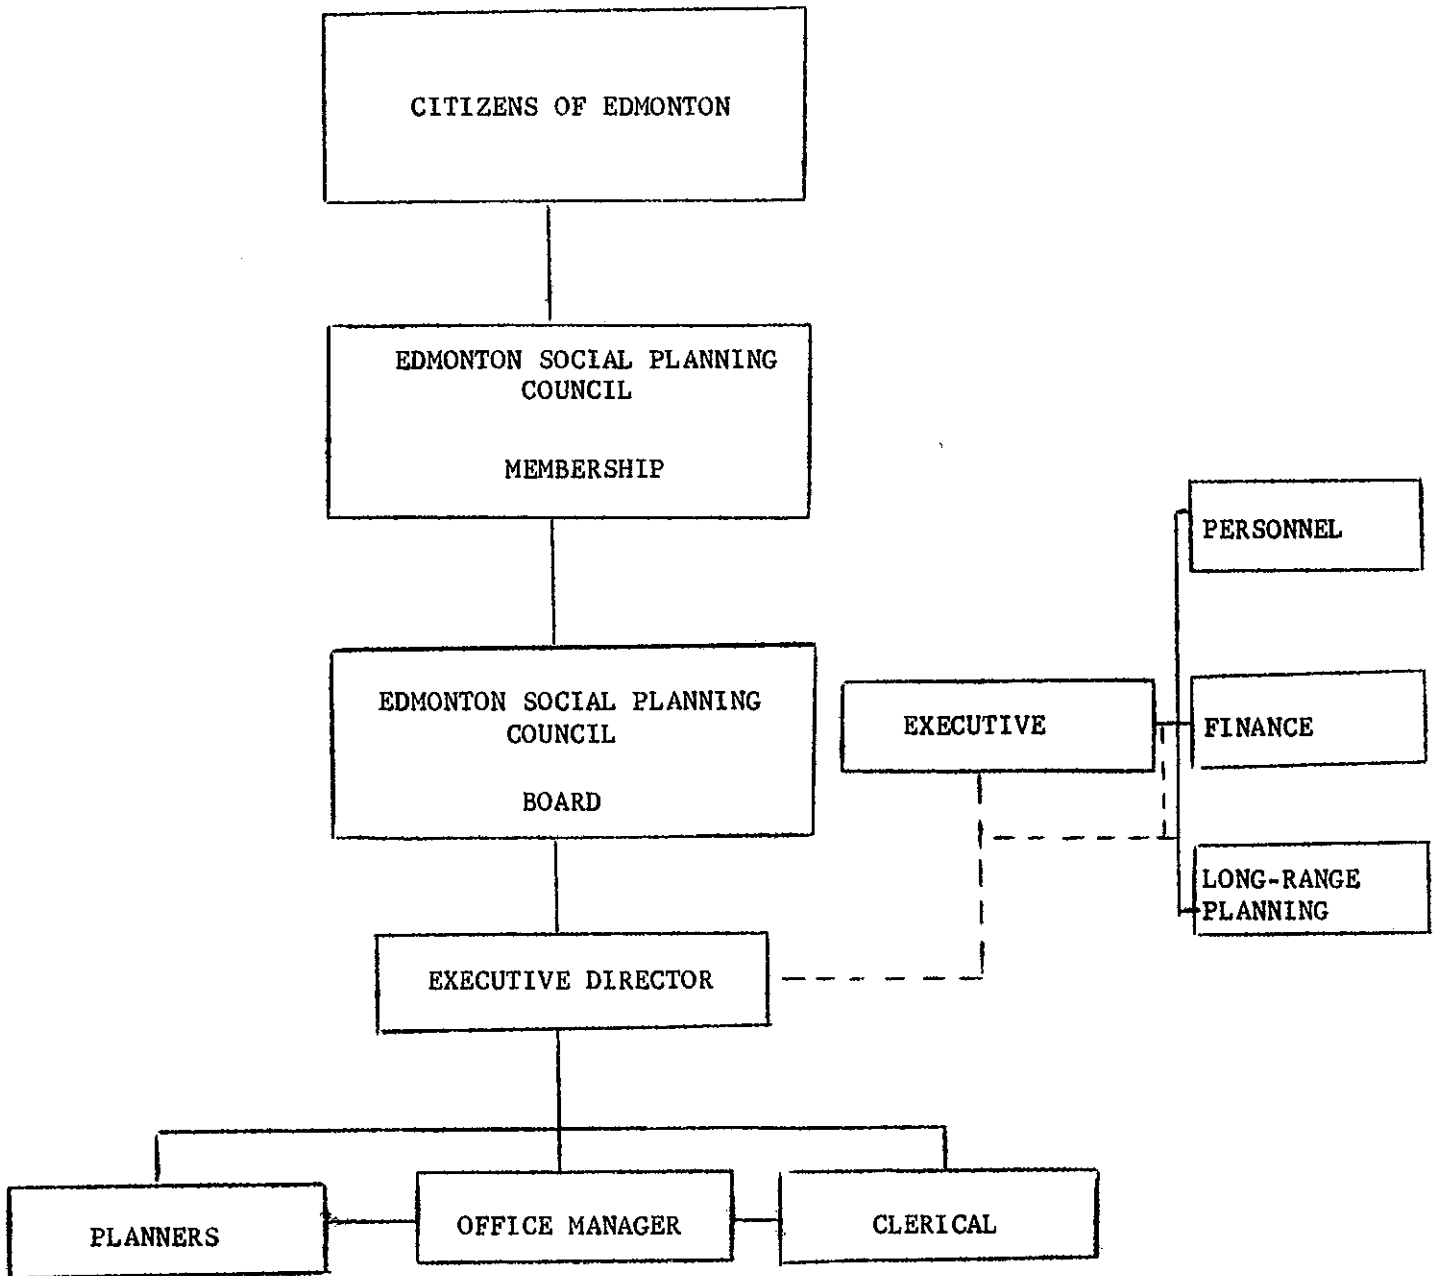 CITIZENS OF EDMONTON
EDMONTON SOCIAL PLANNING
COUNCIL
MEMBERSHIP
EDMONTON SOCIAL PLANNING
COUNCIL
BOARD
EXECUTIVE
PERSONNEL
FINANCE
LONG-RANGE
PLANNING
EXECUTIVE DIRECTOR
PLANNERS
OFFICE MANAGER
CLERICAL